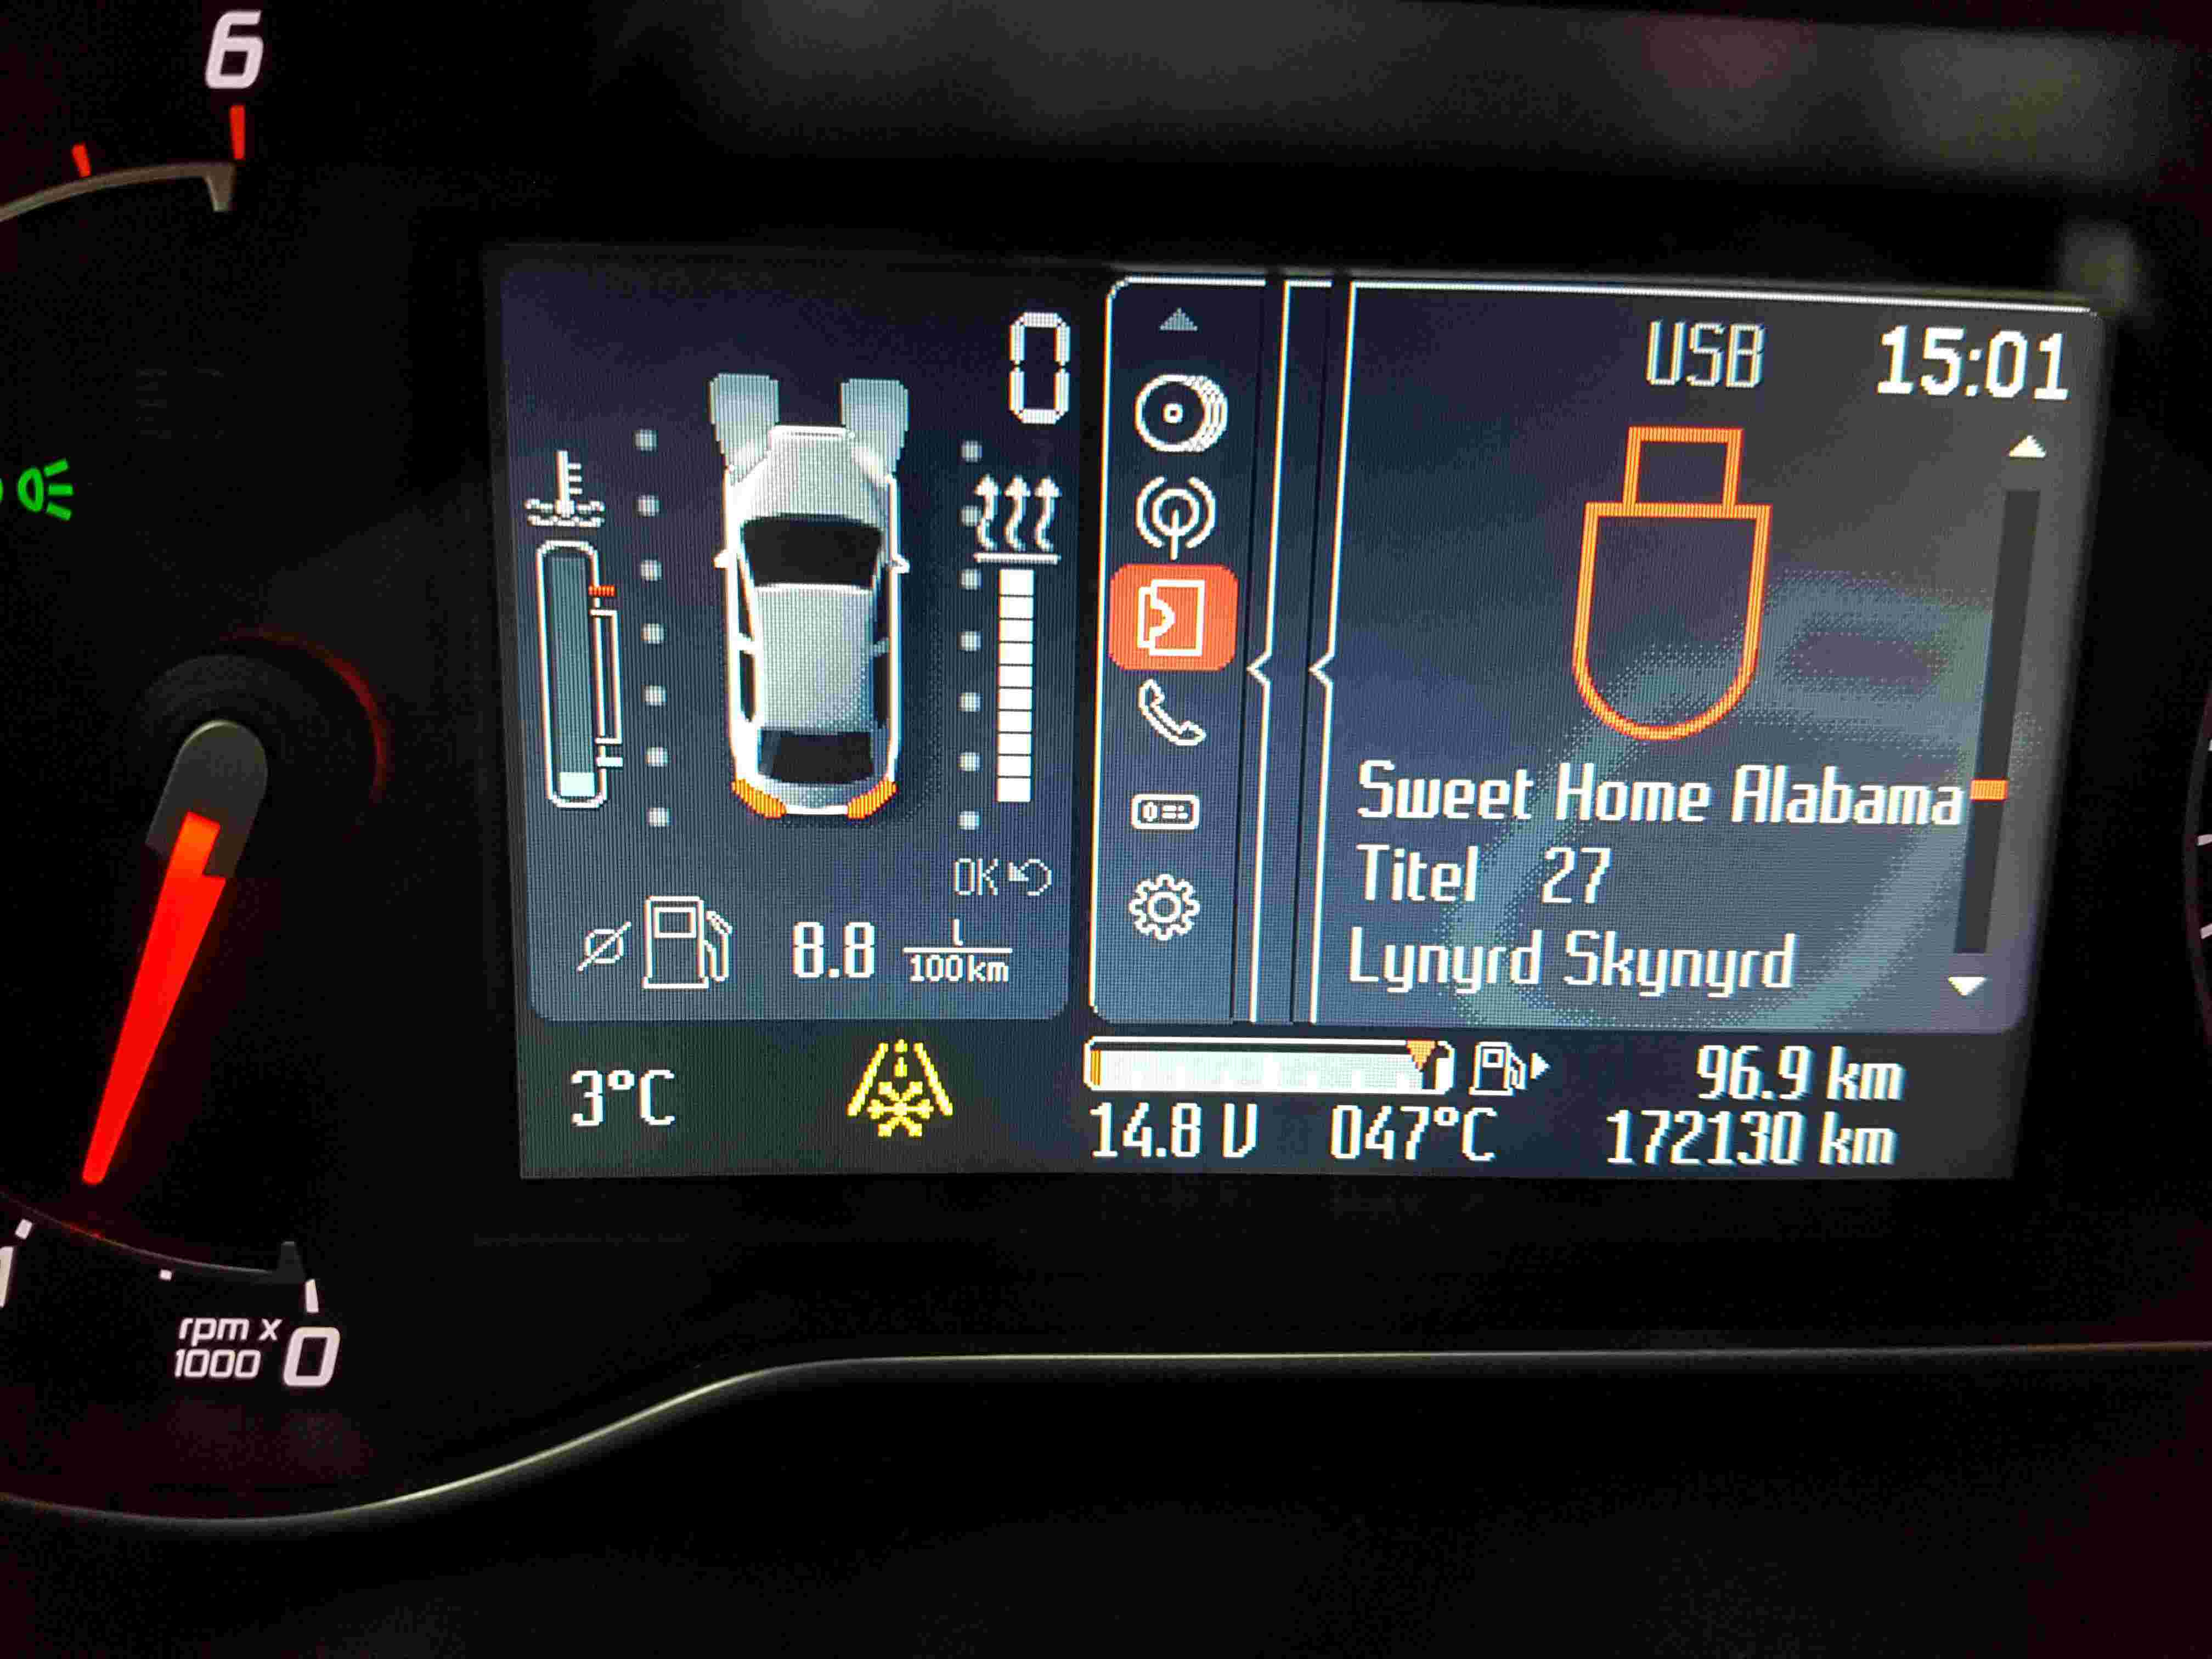 6
0
USB 15:01
Sweet Home Alabama
Titel 27
Lynyrd Skynyrd
OK
8.8 l
100km
3°C
96.9 km
14.8 V 047°C 172130 km
1
rpm x
1000 0